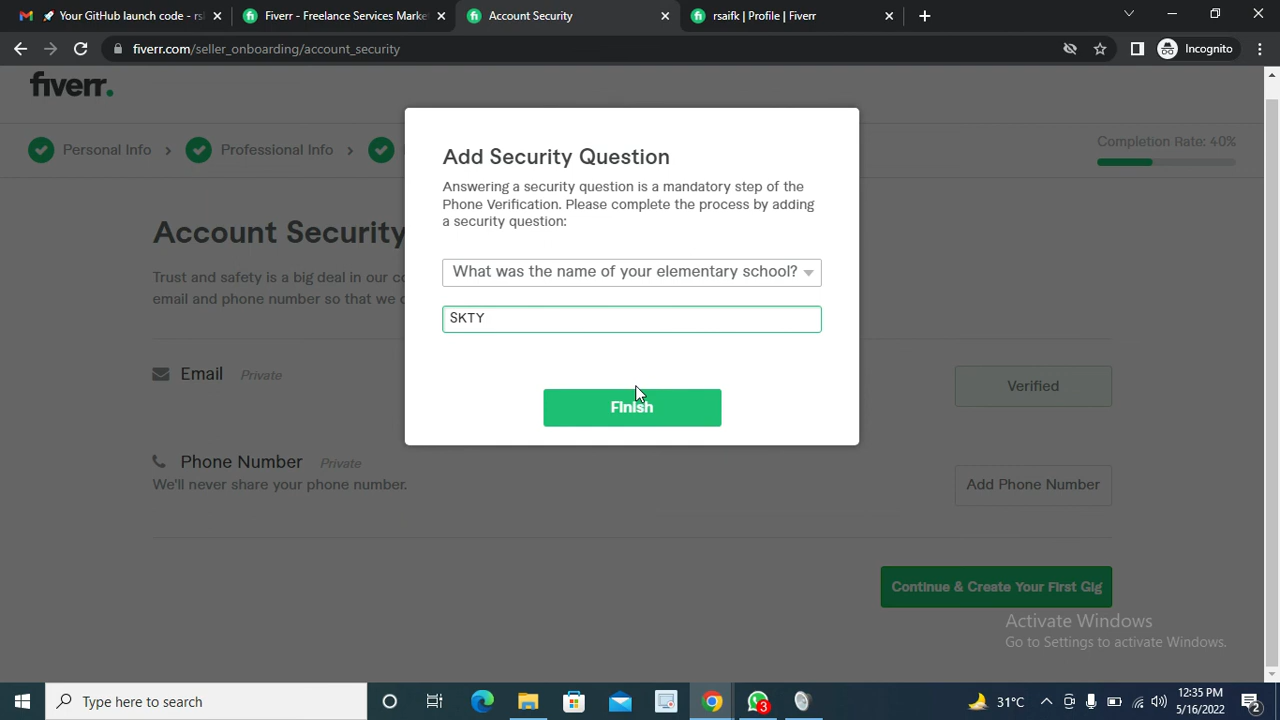 Your GitHub launch code - rs
Fiverr - Freelance Services Marke
Account Security
rsaifk | Profile | Fiverr
fiverr.com/seller_onboarding/account_security
Incognito
fiverr.
Personal Info
Professional Info
Completion Rate: 40%
Add Security Question
Answering a security question is a mandatory step of the
Phone Verification. Please complete the process by adding
a security question:
What was the name of your elementary school?
SKTY
Finish
Account Security
Trust and safety is a big deal in our co
email and phone number so that we c
Email Private
Verified
Phone Number Private
We'll never share your phone number.
Add Phone Number
Continue & Create Your First Gig
Activate Windows
Go to Settings to activate Windows.
Type here to search
3
31°C
12:35 PM
5/16/2022
2